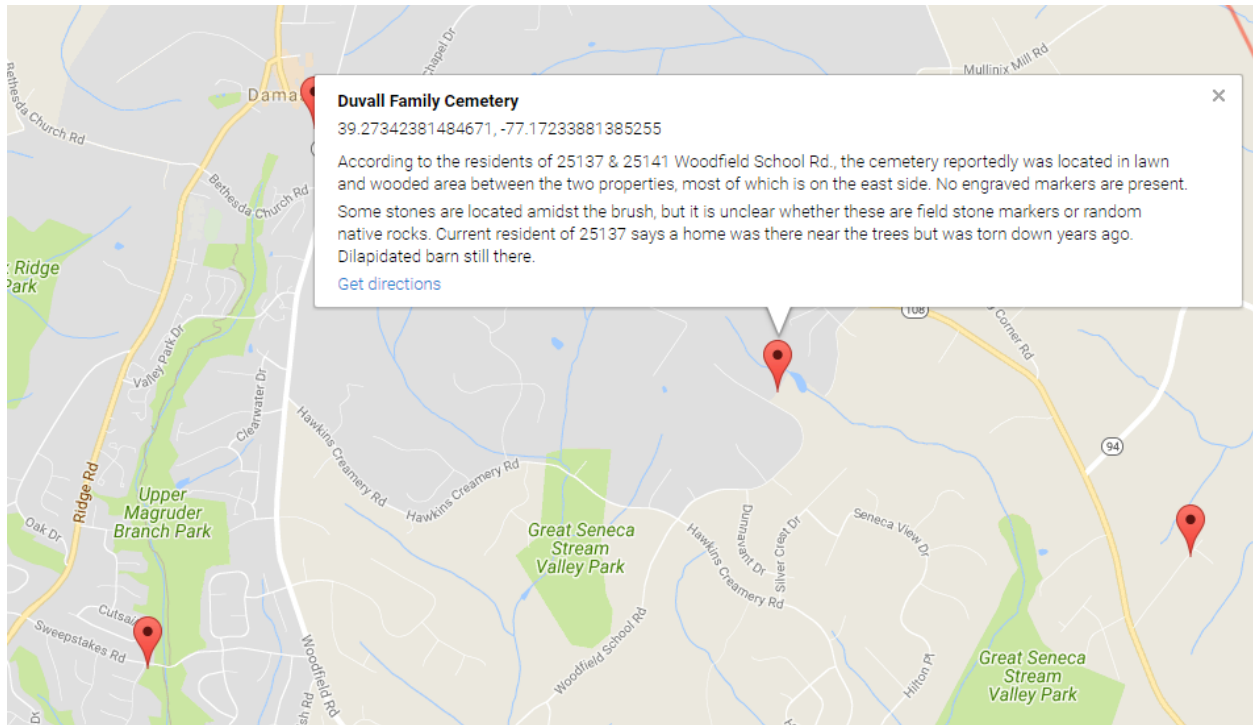 Bethesda Church Rd
Chapel Dr
Mullinix Mill Rd
Duvall Family Cemetery
39.27342381484671, -77.17233881385255
According to the residents of 25137 & 25141 Woodfield School Rd., the cemetery reportedly was located in lawn
and wooded area between the two properties, most of which is on the east side. No engraved markers are present.
Some stones are located amidst the brush, but it is unclear whether these are field stone markers or random
native rocks. Current resident of 25137 says a home was there near the trees but was torn down years ago.
Dilapidated barn still there.
Get directions
Bethesda Church Rd
Ridge
Park
108
Corner Rd
Valley Park Dr
Clearwater Dr
94
Hawkins Creamery Rd
Hawkins Creamery Rd
Ridge Rd
Upper
Magruder
Branch Park
Oak Dr
Great Seneca
Stream
Valley Park
Hawkins Creamery Rd
Dunnavant Dr
Silver Crest Dr
Seneca View Dr
Sweepstakes Rd
Woodfield Rd
Woodfield School Rd
Hilton Pl
Great Seneca
Stream
Valley Park